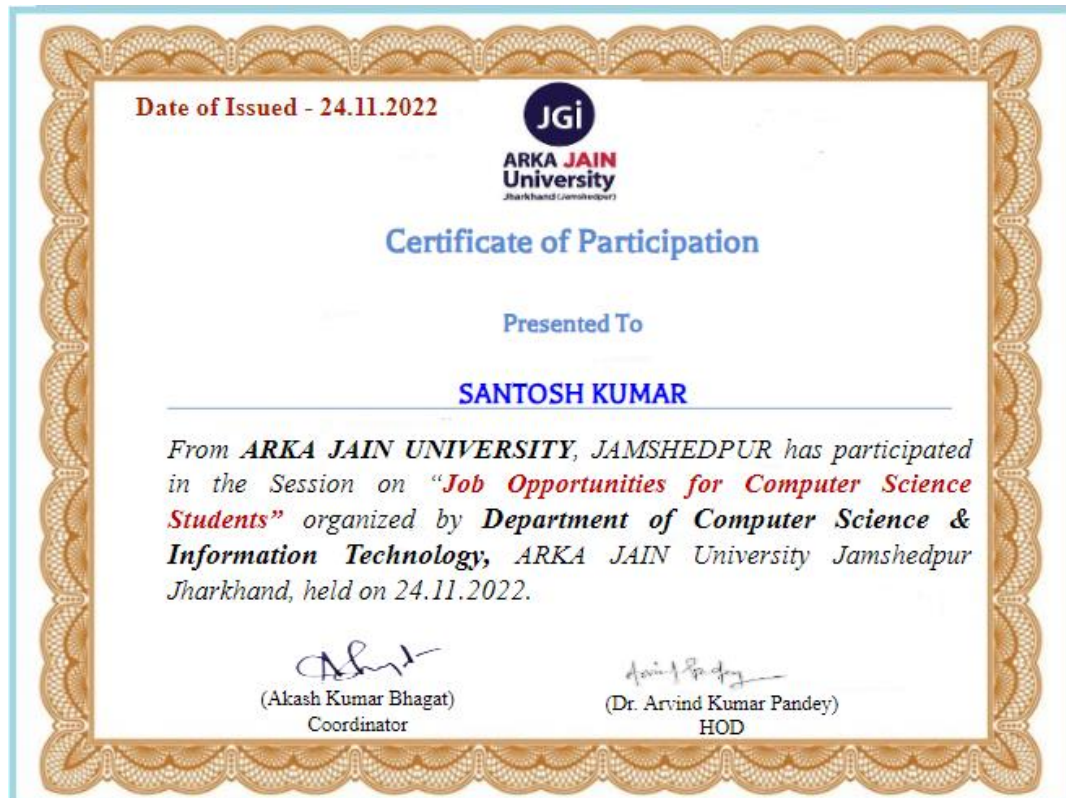 Date of Issued - 24.11.2022
JGi
ARKA JAIN
University
Jharkhand (Jamshedpur)
Certificate of Participation
Presented To
SANTOSH KUMAR
From ARKA JAIN UNIVERSITY, JAMSHEDPUR has participated
in the Session on “Job Opportunities for Computer Science
Students” organized by Department of Computer Science &
Information Technology, ARKA JAIN University Jamshedpur
Jharkhand, held on 24.11.2022.
(Akash Kumar Bhagat)
Coordinator
(Dr. Arvind Kumar Pandey)
HOD